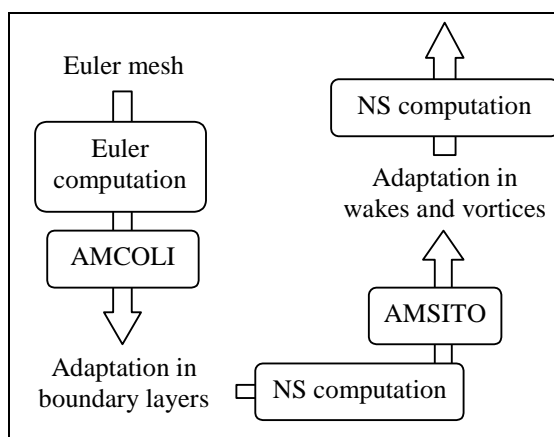 Euler mesh
Euler
computation
AMCOLI
Adaptation in
boundary layers
NS computation
AMSITO
Adaptation in
wakes and vortices
NS computation